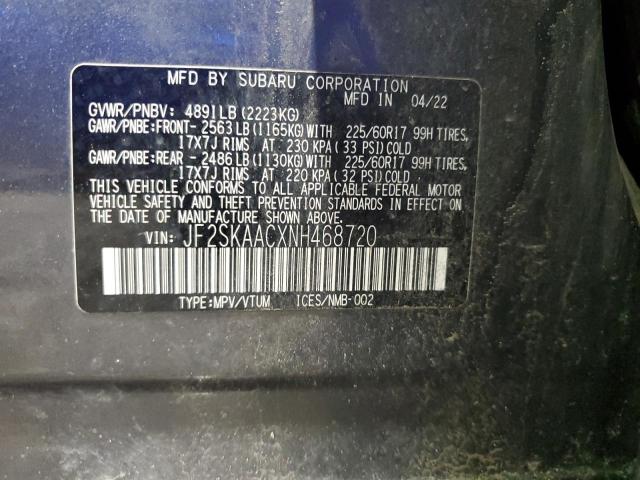 MFD BY SUBARU CORPORATION
MFD IN 04/22
GVWR/PNBV: 4891LB (2223KG)
GAWR/PNBE:FRONT- 2563LB (1165KG) WITH 225/60R17 99H TIRES,
17X7J RIMS AT 230 KPA (33 PSI) COLD
GAWR/PNBE:REAR - 2486LB (1130KG) WITH 225/60R17 99H TIRES,
17X7J RIMS AT 220 KPA (32 PSI) COLD
THIS VEHICLE CONFORMS TO ALL APPLICABLE FEDERAL MOTOR
VEHICLE SAFETY AND THEFT PREVENTION STANDARDS IN EFFECT ON
THE DATE OF MANUFACTURE SHOWN ABOVE.
VIN: JF2SKAACXNH468720
TYPE:MPV/VTUM ICES/NMB-002